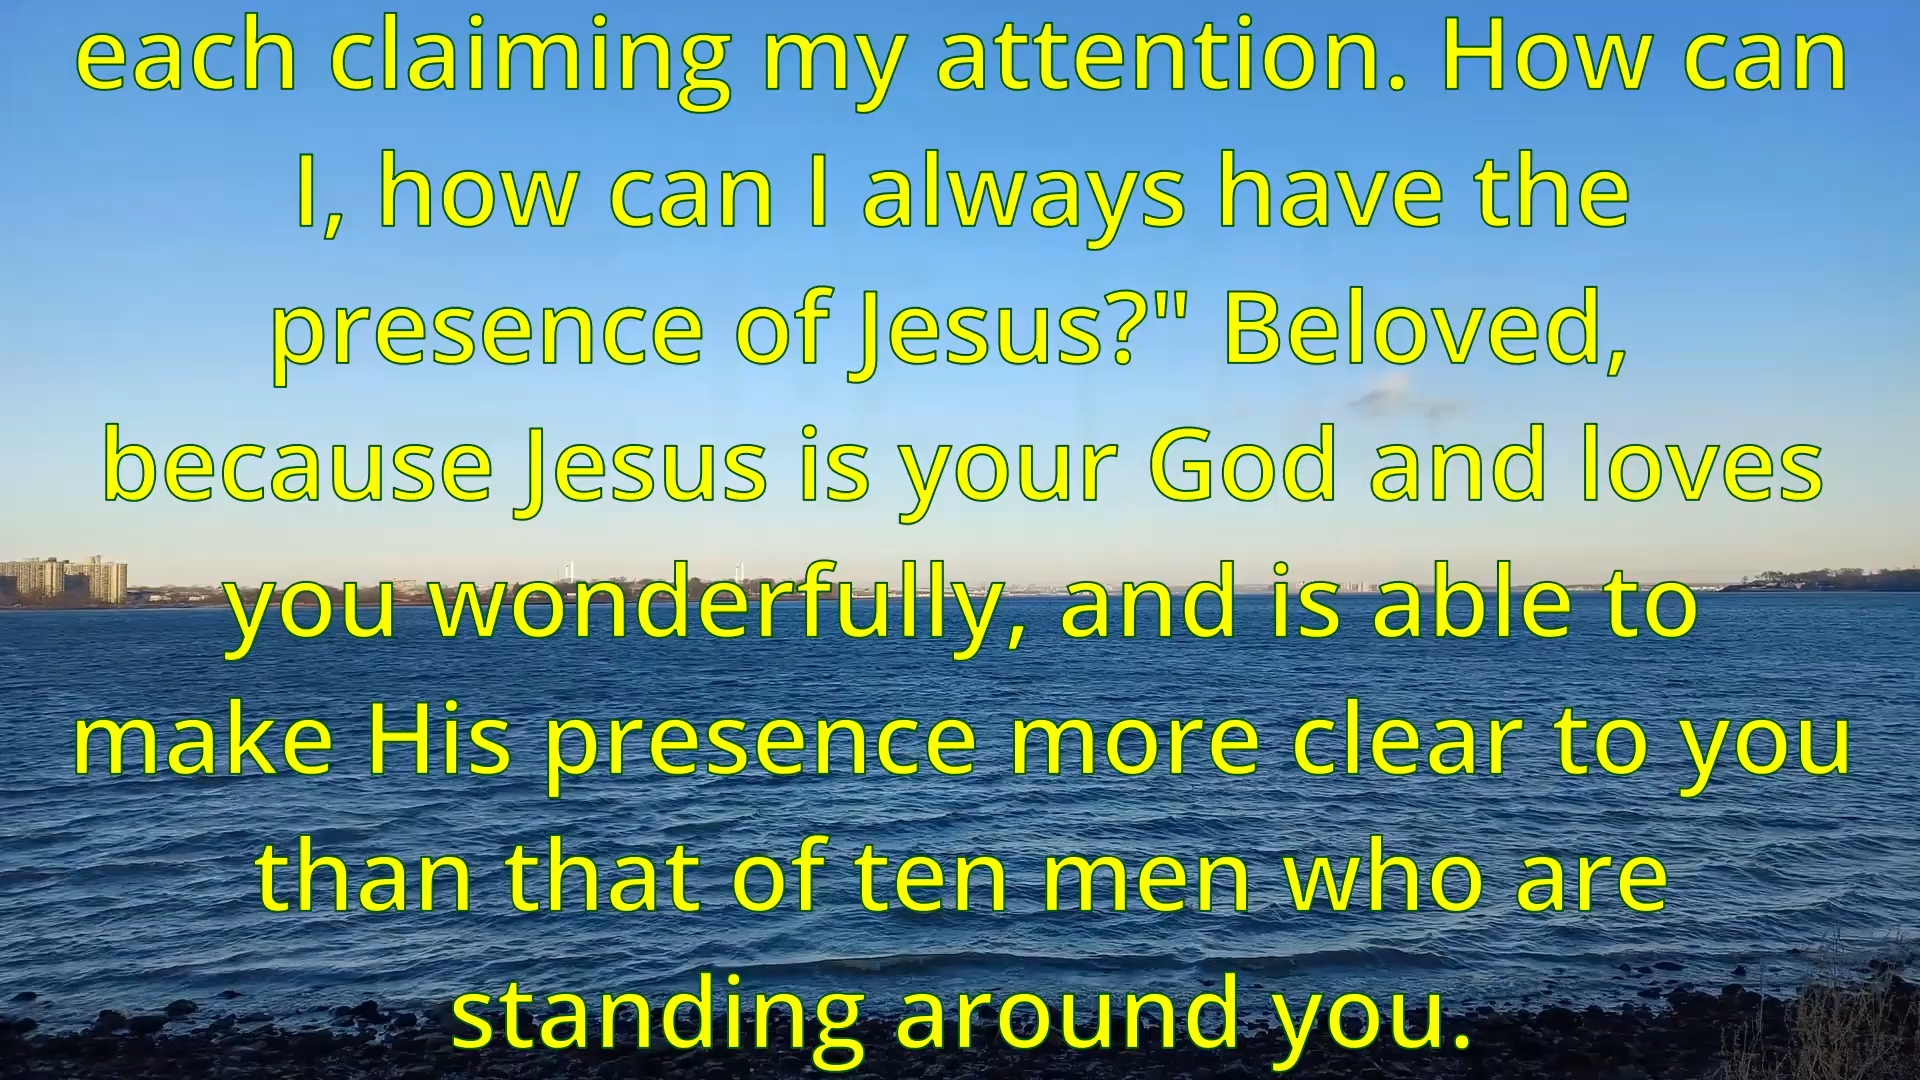 each claiming my attention. How can
I, how can I always have the
presence of Jesus?" Beloved,
because Jesus is your God and loves
you wonderfully, and is able to
make His presence more clear to you
than that of ten men who are
standing around you.